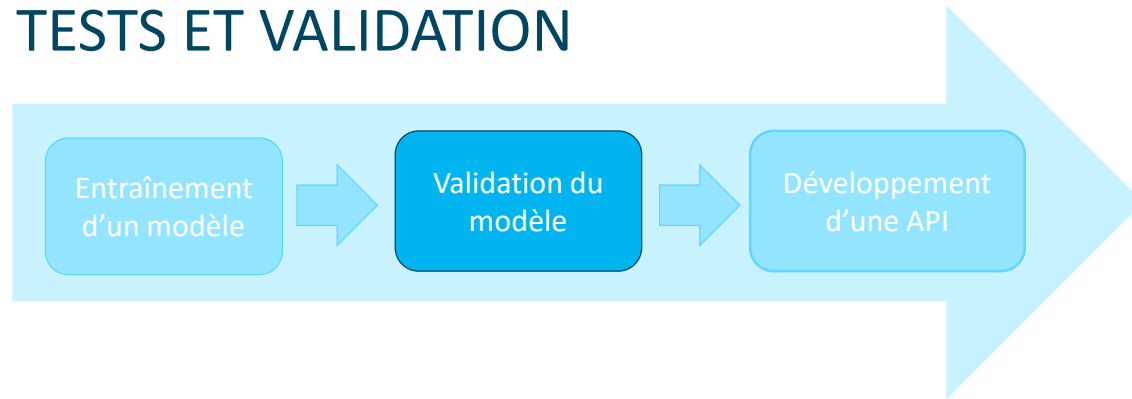 TESTS ET VALIDATION
Entraînement
d’un modèle
Validation du
modèle
Développement
d’une API